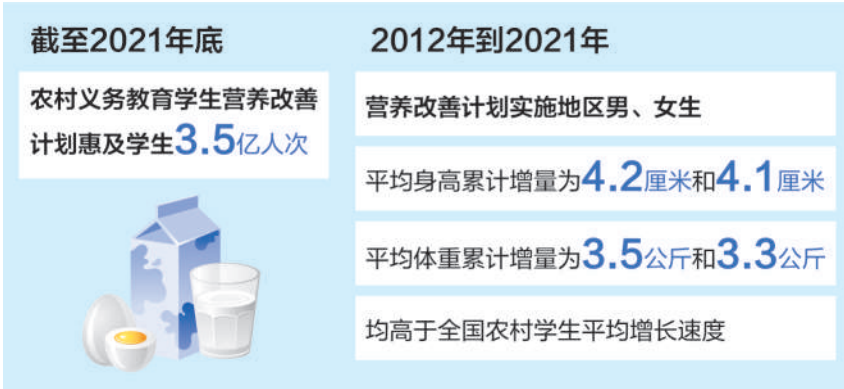 截至2021年底
农村义务教育学生营养改善
计划惠及学生3.5亿人次
2012年到2021年
营养改善计划实施地区男、女生
平均身高累计增量为4.2厘米和4.1厘米
平均体重累计增量为3.5公斤和3.3公斤
均高于全国农村学生平均增长速度